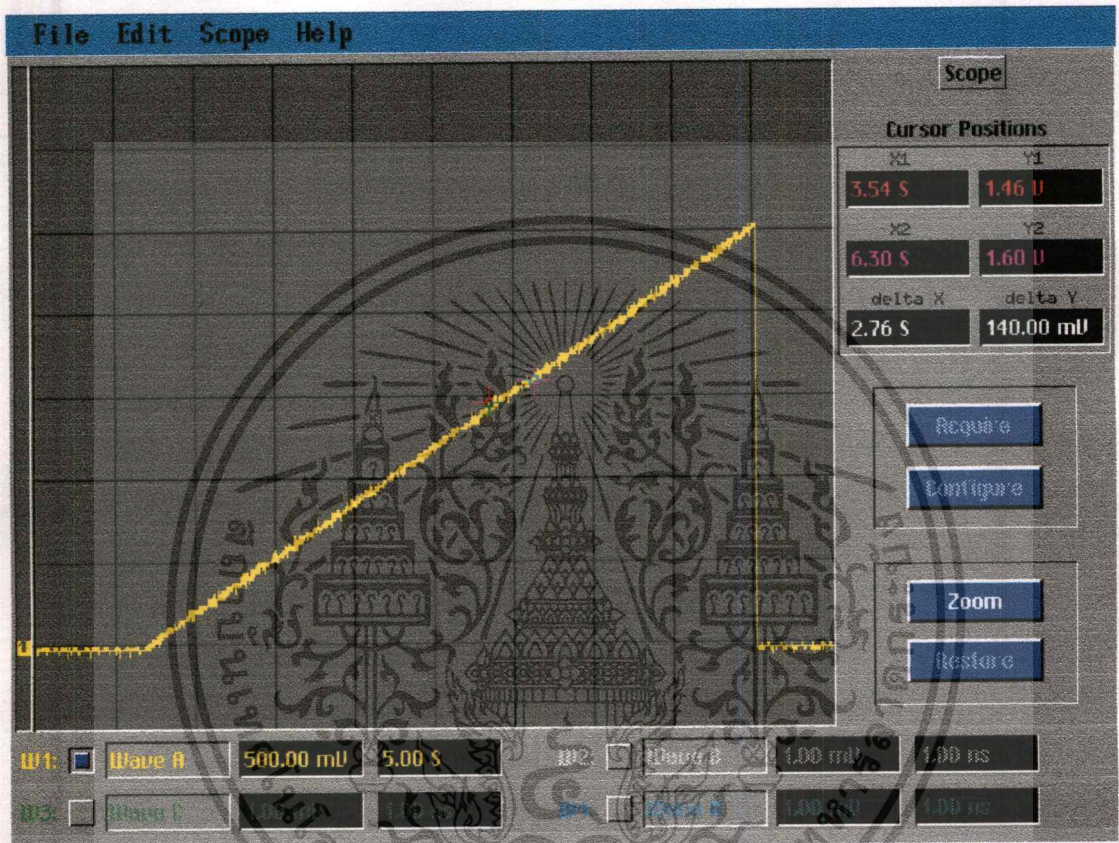 File Edit Scope Help
Scope
Cursor Positions
X1 Y1
3.54 S 1.46 V
X2 Y2
6.30 S 1.60 V
delta X delta Y
2.76 S 140.00 mV
Acquire
Configure
Zoom
Restore
W1: Wave A 500.00 mV 5.00 S W2: 1.00 mV 1.00 ns
W3: Wave C 1.00 ns